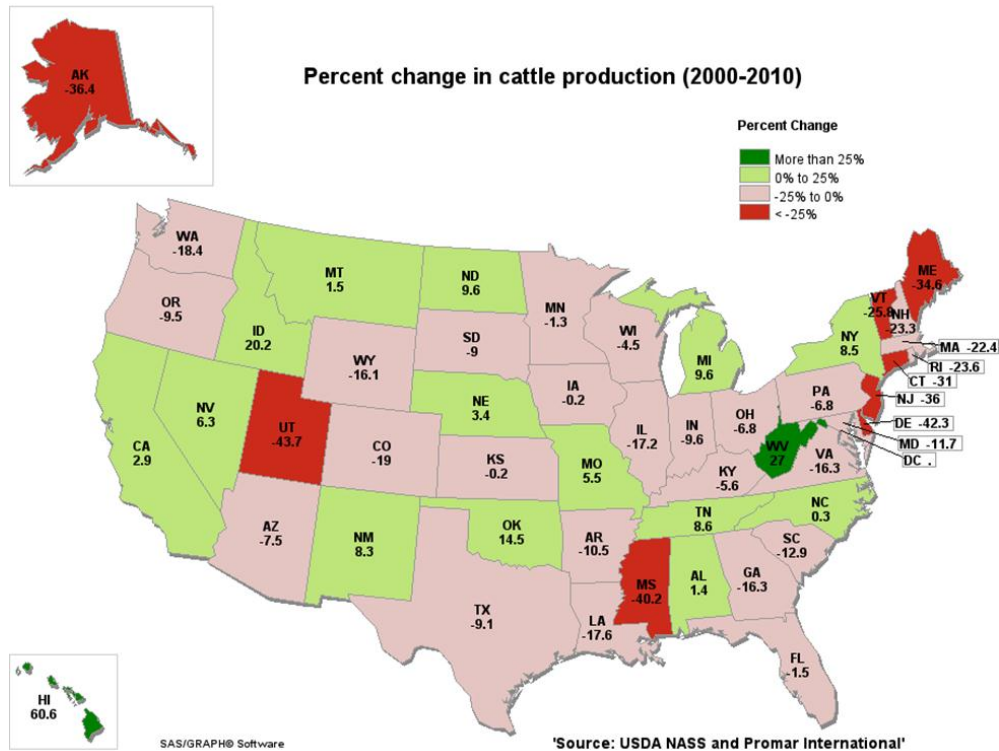 AK
-36.4
Percent change in cattle production (2000-2010)
Percent Change
More than 25%
0% to 25%
-25% to 0%
< -25%
WA
-18.4
MT
1.5
ND
9.6
MN
-1.3
ME
-34.6
VT
-25.8
NH
-23.3
OR
-9.5
ID
20.2
WY
-16.1
SD
-9
WI
-4.5
MI
9.6
NY
8.5
MA -22.4
RI -23.6
CT -31
NJ -36
DE -42.3
MD -11.7
DC .
CA
2.9
NV
6.3
UT
-43.7
CO
-19
NE
3.4
IA
-0.2
IL
-17.2
IN
-9.6
OH
-6.8
PA
-6.8
WV
27
VA
-16.3
KS
-0.2
MO
5.5
KY
-5.6
AZ
-7.5
NM
8.3
OK
14.5
AR
-10.5
TN
8.6
NC
0.3
SC
-12.9
TX
-9.1
LA
-17.6
MS
-40.2
AL
1.4
GA
-16.3
FL
-1.5
HI
60.6
SAS/GRAPH® Software
'Source: USDA NASS and Promar International'